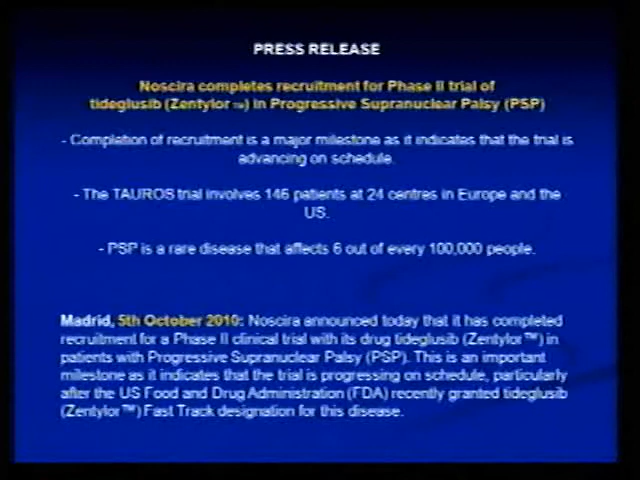 PRESS RELEASE
Noscira completes recruitment for Phase II trial of
tideglusib (Zentylor ™) in Progressive Supranuclear Palsy (PSP)
- Completion of recruitment is a major milestone as it indicates that the trial is
advancing on schedule.
- The TAUROS trial involves 146 patients at 24 centres in Europe and the
US.
- PSP is a rare disease that affects 6 out of every 100,000 people.
Madrid, 5th October 2010: Noscira announced today that it has completed
recruitment for a Phase II clinical trial with its drug tideglusib (Zentylor™) in
patients with Progressive Supranuclear Palsy (PSP). This is an important
milestone as it indicates that the trial is progressing on schedule, particularly
after the US Food and Drug Administration (FDA) recently granted tideglusib
(Zentylor™) Fast Track designation for this disease.